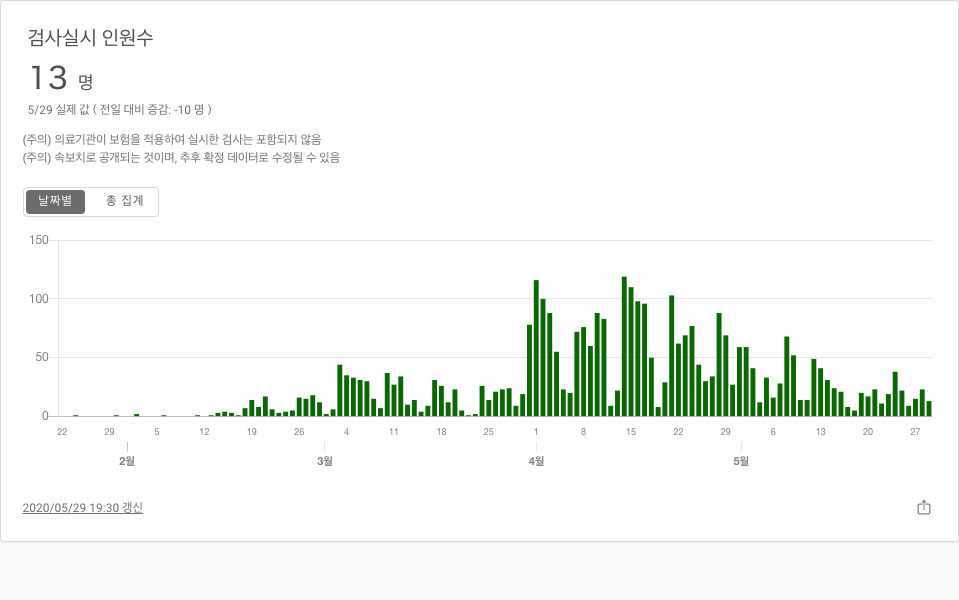 검사실시 인원수
13 명
5/29 실제 값 ( 전일 대비 증감: -10 명 )
(주의) 의료기관이 보험을 적용하여 실시한 검사는 포함되지 않음
(주의) 속보치로 공개되는 것이며, 추후 확정 데이터로 수정될 수 있음
날짜별 총 집계
150
100
50
0
22 29 5 12 19 26 4 11 18 25 1 8 15 22 29 6 13 20 27
2월 3월 4월 5월
2020/05/29 19:30 갱신